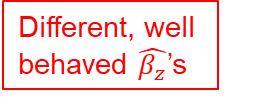 Different, well
behaved $\widehat{\beta_z}$'s